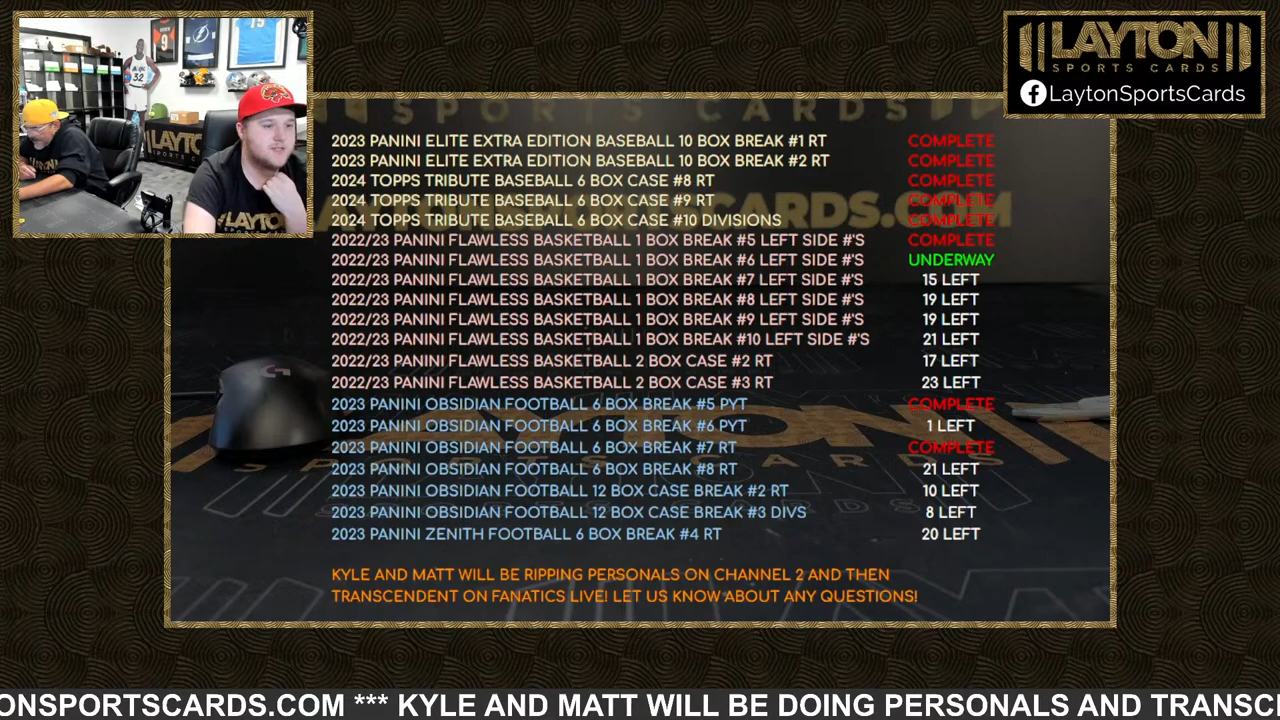 LAYTON
SPORTS CARDS
LaytonSportsCards
2023 PANINI ELITE EXTRA EDITION BASEBALL 10 BOX BREAK #1 RT COMPLETE
2023 PANINI ELITE EXTRA EDITION BASEBALL 10 BOX BREAK #2 RT COMPLETE
2024 TOPPS TRIBUTE BASEBALL 6 BOX CASE #8 RT COMPLETE
2024 TOPPS TRIBUTE BASEBALL 6 BOX CASE #9 RT COMPLETE
2024 TOPPS TRIBUTE BASEBALL 6 BOX CASE #10 DIVISIONS COMPLETE
2022/23 PANINI FLAWLESS BASKETBALL 1 BOX BREAK #5 LEFT SIDE #'S COMPLETE
2022/23 PANINI FLAWLESS BASKETBALL 1 BOX BREAK #6 LEFT SIDE #'S UNDERWAY
2022/23 PANINI FLAWLESS BASKETBALL 1 BOX BREAK #7 LEFT SIDE #'S 15 LEFT
2022/23 PANINI FLAWLESS BASKETBALL 1 BOX BREAK #8 LEFT SIDE #'S 19 LEFT
2022/23 PANINI FLAWLESS BASKETBALL 1 BOX BREAK #9 LEFT SIDE #'S 19 LEFT
2022/23 PANINI FLAWLESS BASKETBALL 1 BOX BREAK #10 LEFT SIDE #'S 21 LEFT
2022/23 PANINI FLAWLESS BASKETBALL 2 BOX CASE #2 RT 17 LEFT
2022/23 PANINI FLAWLESS BASKETBALL 2 BOX CASE #3 RT 23 LEFT
2023 PANINI OBSIDIAN FOOTBALL 6 BOX BREAK #5 PYT COMPLETE
2023 PANINI OBSIDIAN FOOTBALL 6 BOX BREAK #6 PYT 1 LEFT
2023 PANINI OBSIDIAN FOOTBALL 6 BOX BREAK #7 RT COMPLETE
2023 PANINI OBSIDIAN FOOTBALL 6 BOX BREAK #8 RT 21 LEFT
2023 PANINI OBSIDIAN FOOTBALL 12 BOX CASE BREAK #2 RT 10 LEFT
2023 PANINI OBSIDIAN FOOTBALL 12 BOX CASE BREAK #3 DIVS 8 LEFT
2023 PANINI ZENITH FOOTBALL 6 BOX BREAK #4 RT 20 LEFT
KYLE AND MATT WILL BE RIPPING PERSONALS ON CHANNEL 2 AND THEN
TRANSCENDENT ON FANATICS LIVE! LET US KNOW ABOUT ANY QUESTIONS!
ONSPORTSCARDS.COM *** KYLE AND MATT WILL BE DOING PERSONALS AND TRANSC